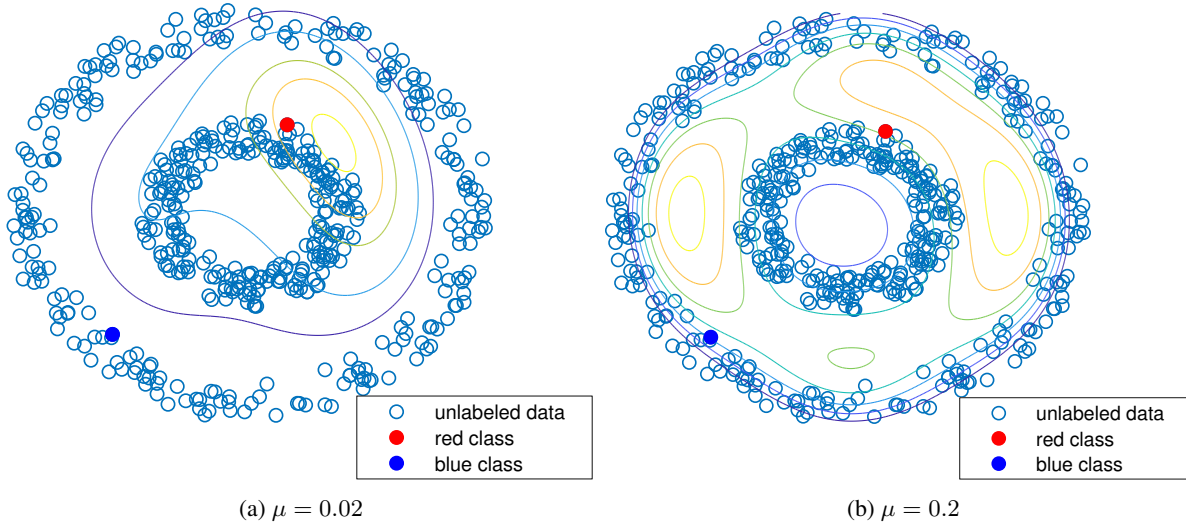 unlabeled data
red class
blue class
(a) μ = 0.02
unlabeled data
red class
blue class
(b) μ = 0.2